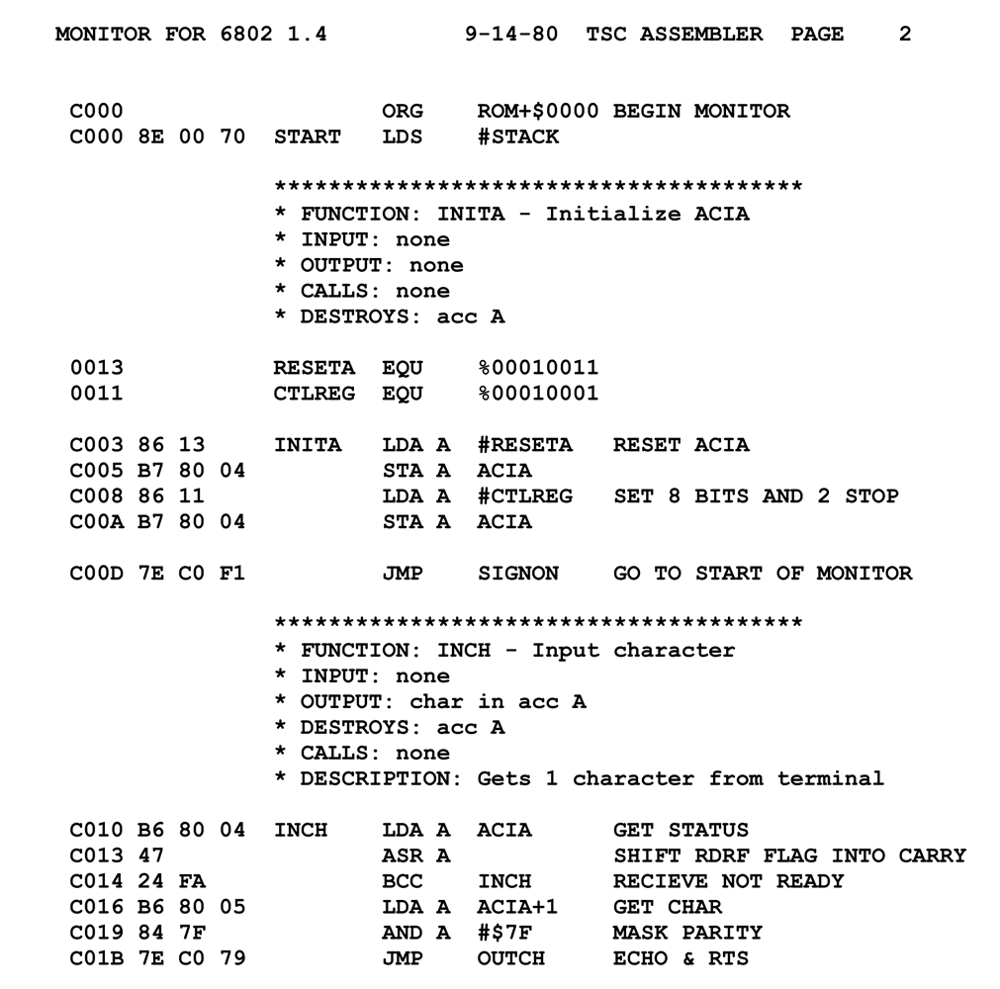 MONITOR FOR 6802 1.4          9-14-80  TSC ASSEMBLER  PAGE    2
C000                   ORG    ROM+$0000 BEGIN MONITOR
C000 8E 00 70  START   LDS    #STACK
***************************************
* FUNCTION: INITA - Initialize ACIA
* INPUT: none
* OUTPUT: none
* CALLS: none
* DESTROYS: acc A
0013           RESETA  EQU    %00010011
0011           CTLREG  EQU    %00010001
C003 86 13     INITA   LDA A  #RESETA   RESET ACIA
C005 B7 80 04          STA A  ACIA
C008 86 11             LDA A  #CTLREG   SET 8 BITS AND 2 STOP
C00A B7 80 04          STA A  ACIA
C00D 7E C0 F1          JMP    SIGNON    GO TO START OF MONITOR
***************************************
* FUNCTION: INCH - Input character
* INPUT: none
* OUTPUT: char in acc A
* DESTROYS: acc A
* CALLS: none
* DESCRIPTION: Gets 1 character from terminal
C010 B6 80 04  INCH    LDA A  ACIA      GET STATUS
C013 47                ASR A            SHIFT RDRF FLAG INTO CARRY
C014 24 FA             BCC    INCH      RECIEVE NOT READY
C016 B6 80 05          LDA A  ACIA+1    GET CHAR
C019 84 7F             AND A  #$7F      MASK PARITY
C01B 7E C0 79          JMP    OUTCH     ECHO & RTS